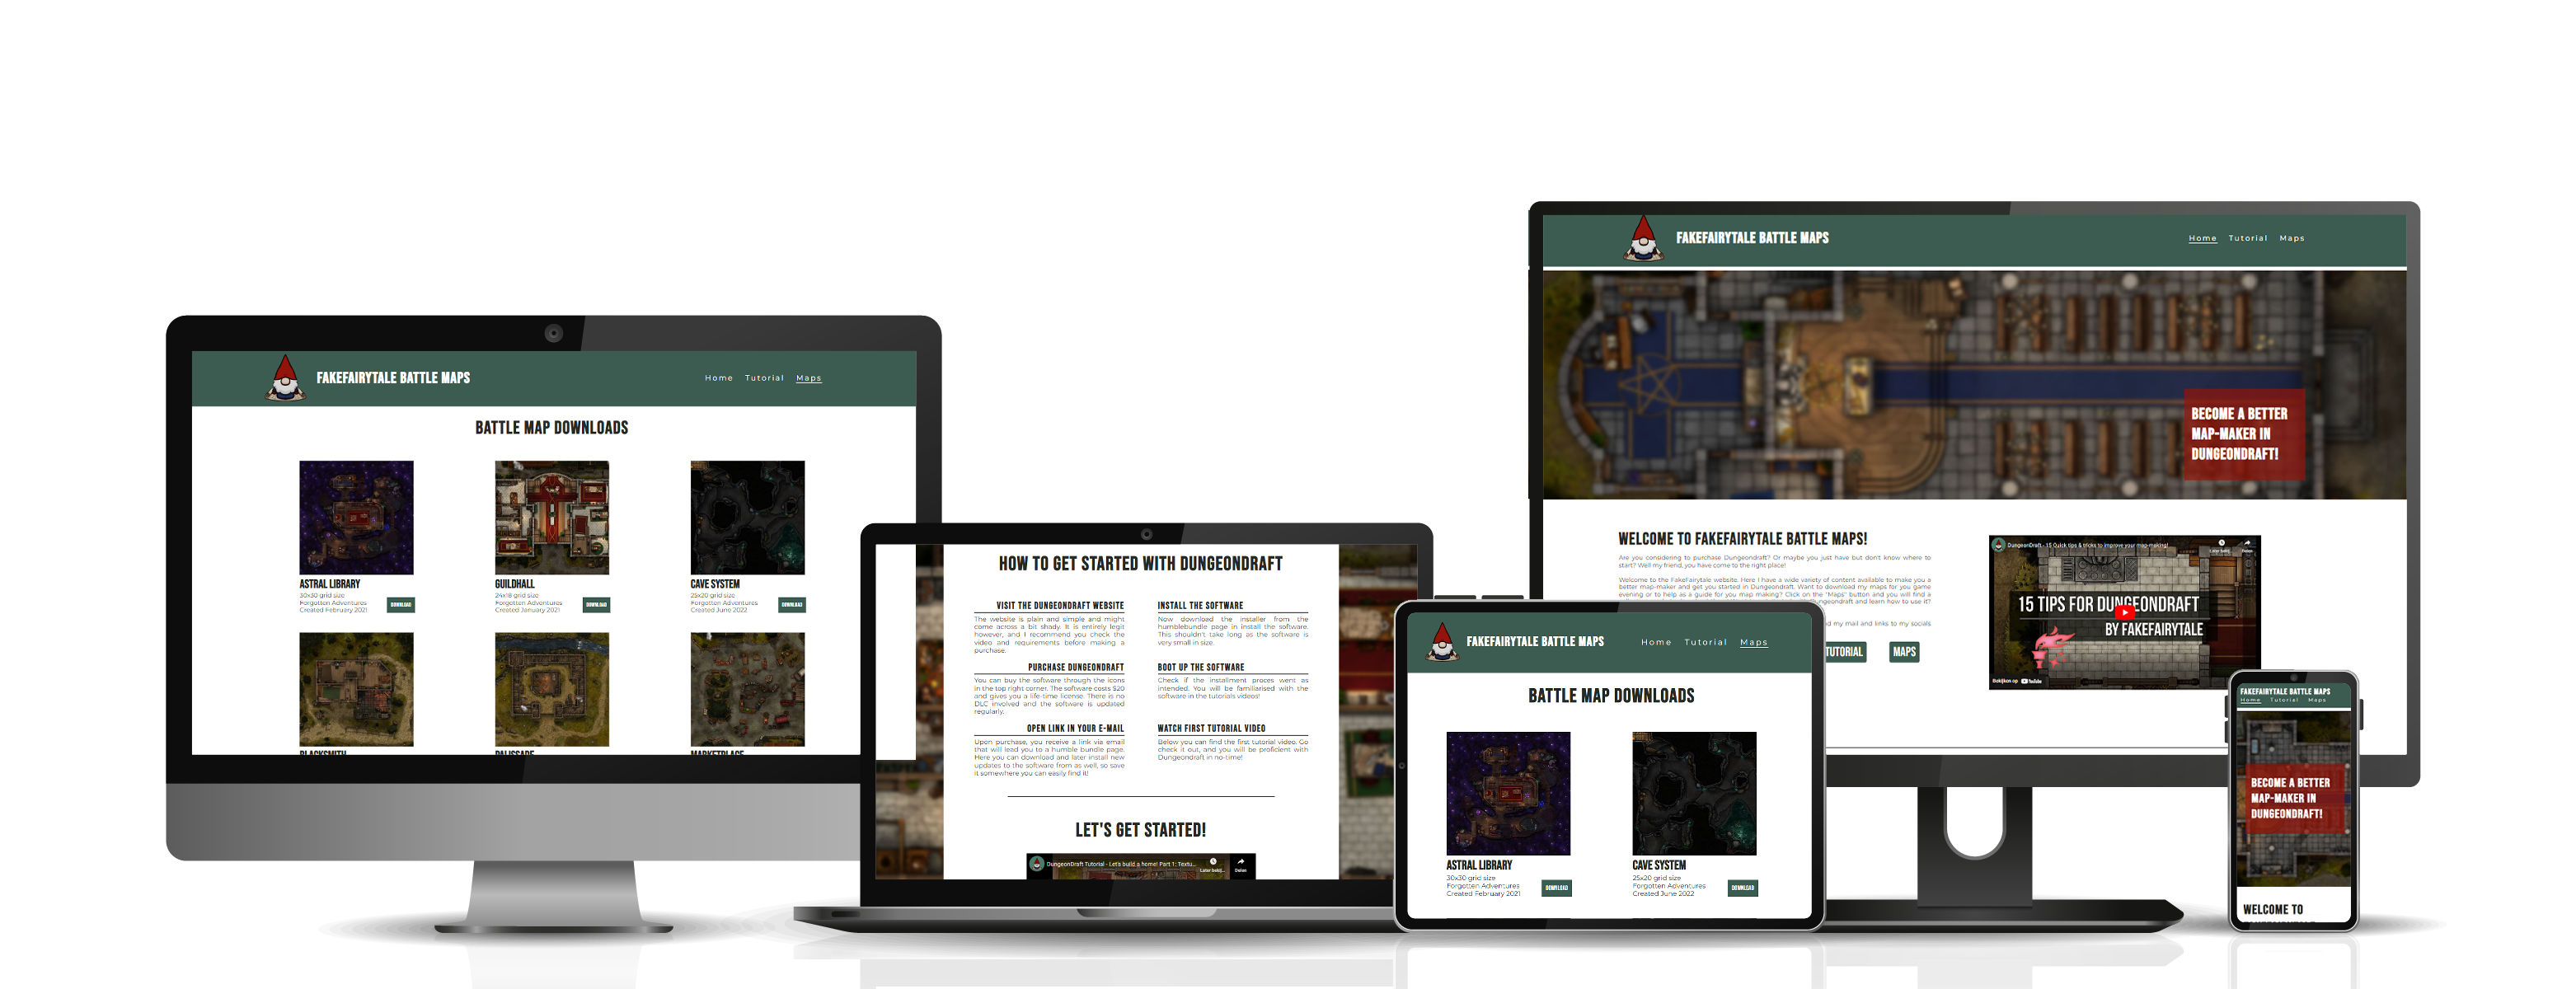 FAKEFAIRYTALE BATTLE MAPS
Home Tutorial Maps
BATTLE MAP DOWNLOADS
ASTRAL LIBRARY
30x30 grid size
Forgotten Adventures
Created February 2021
DOWNLOAD
GUILDHALL
24x18 grid size
Forgotten Adventures
Created January 2021
DOWNLOAD
CAVE SYSTEM
25x20 grid size
Forgotten Adventures
Created June 2022
DOWNLOAD
BLACKSMITH
PALISSADE
MARKETPLACE
HOW TO GET STARTED WITH DUNGEONDRAFT
VISIT THE DUNGEONDRAFT WEBSITE
The website is plain and simple and might
come across a bit shady. It is entirely legit
however, and I recommend you check the
video and requirements before making a
purchase.
INSTALL THE SOFTWARE
Now download the installer from the
humblebundle page in install the software.
This shouldn't take long as the software is
very small in size.
PURCHASE DUNGEONDRAFT
You can buy the software through the icons
in the top right corner. The software costs $20
and gives you a life-time license. There is no
DLC involved and the software is updated
regularly.
BOOT UP THE SOFTWARE
Check if the installment proces went as
intended. You will be familiarised with the
software in the tutorials videos!
OPEN LINK IN YOUR E-MAIL
Upon purchase, you receive a link via email
that will lead you to a humble bundle page.
Here you can download and later install new
updates to the software from as well, so save
it somewhere you can easily find it!
WATCH FIRST TUTORIAL VIDEO
Below you can find the first tutorial video. Go
check it out, and you will be proficient with
Dungeondraft in no-time!
LET'S GET STARTED!
DungeonDraft Tutorial - Let's build a home! Part 1: Textu...
Later bekij...
Delen
FAKEFAIRYTALE BATTLE MAPS
Home Tutorial Maps
BATTLE MAP DOWNLOADS
ASTRAL LIBRARY
30x30 grid size
Forgotten Adventures
Created February 2021
DOWNLOAD
CAVE SYSTEM
25x20 grid size
Forgotten Adventures
Created June 2022
DOWNLOAD
FAKEFAIRYTALE BATTLE MAPS
Home Tutorial Maps
BECOME A BETTER
MAP-MAKER IN
DUNGEONDRAFT!
WELCOME TO FAKEFAIRYTALE BATTLE MAPS!
Are you considering to purchase Dungeondraft? Or maybe you just have but don't know where to
start? Well my friend, you have come to the right place!
Welcome to the FakeFairytale website. Here I have a wide variety of content available to make you a
better map-maker and get you started in Dungeondraft. Want to download my maps for you game
evening or to help as a guide for you map making? Click on the "Maps" button and you will find a
ngeondraft and learn how to use it?
d my mail and links to my socials
TUTORIAL
MAPS
DungeonDraft - 15 Quick tips & tricks to improve your map-making!
Later bekij...
Delen
15 TIPS FOR DUNGEONDRAFT
BY FAKEFAIRYTALE
Bekijken op YouTube
FAKEFAIRYTALE BATTLE MAPS
Home Tutorial Maps
BECOME A BETTER
MAP-MAKER IN
DUNGEONDRAFT!
WELCOME TO